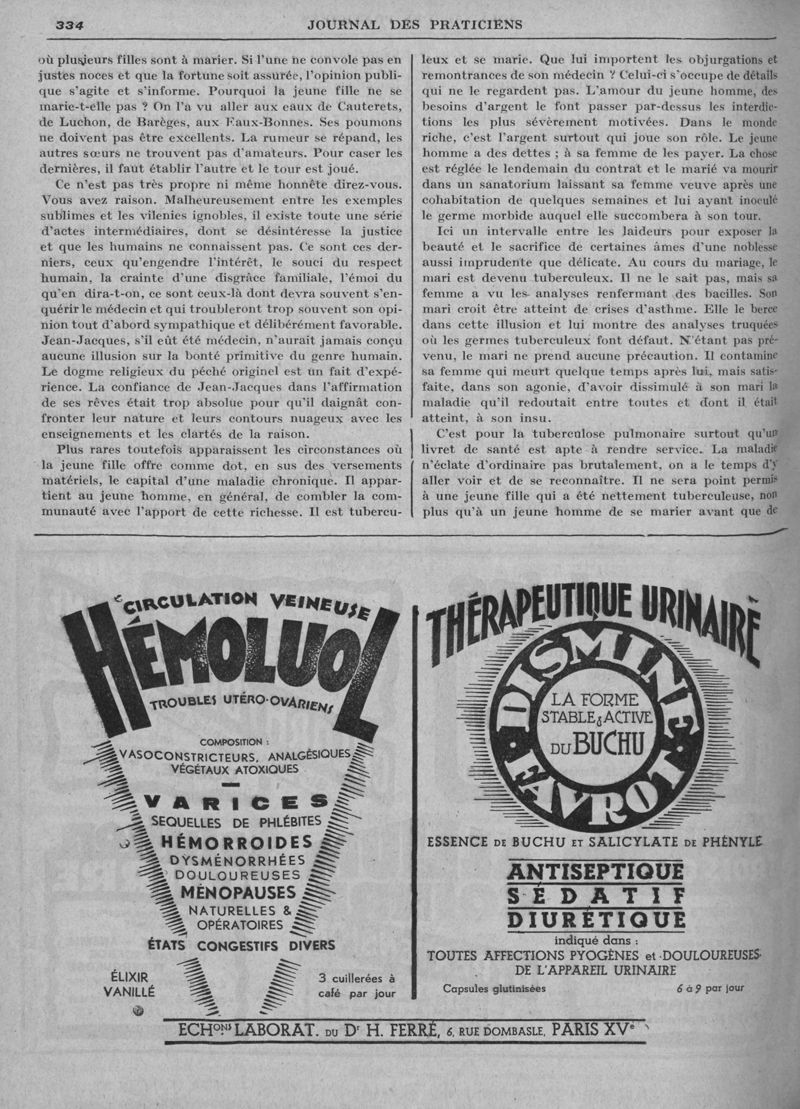 334
JOURNAL DES PRATICIENS
où plusjeurs filles sont à marier. Si l'une ne convole pas en
justes noces et que la fortune soit assurée, l'opinion publi-
que s'agite et s'informe. Pourquoi la jeune fille ne se
marie-t-elle pas ? On l'a vu aller aux eaux de Cauterets,
de Luchon, de Barèges, aux Eaux-Bonnes. Ses poumons
ne doivent pas être excellents. La rumeur se répand, les
autres sœurs ne trouvent pas d'amateurs. Pour caser les
dernières, il faut établir l'autre et le tour est joué.
Ce n'est pas très propre ni même honnête direz-vous.
Vous avez raison. Malheureusement entre les exemples
sublimes et les vilenies ignobles, il existe toute une série
d'actes intermédiaires, dont se désintéresse la justice
et que les humains ne connaissent pas. Ce sont ces der-
niers, ceux qu'engendre l'intérêt, le souci du respect
humain, la crainte d'une disgrâce familiale, l'émoi du
qu'en dira-t-on, ce sont ceux-là dont devra souvent s'en-
quérir le médecin et qui troubleront trop souvent son opi-
nion tout d'abord sympathique et délibérément favorable.
Jean-Jacques, s'il eût été médecin, n'aurait jamais conçu
aucune illusion sur la bonté primitive du genre humain.
Le dogme religieux du péché originel est un fait d'expé-
rience. La confiance de Jean-Jacques dans l'affirmation
de ses rêves était trop absolue pour qu'il daignât con-
fronter leur nature et leurs contours nuageux avec les
enseignements et les clartés de la raison.
Plus rares toutefois apparaissent les circonstances où
la jeune fille offre comme dot, en sus des versements
matériels, le capital d'une maladie chronique. Il appar-
tient au jeune homme, en général, de combler la com-
munauté avec l'apport de cette richesse. Il est tubercu-
leux et se marie. Que lui importent les objurgations et
remontrances de son médecin ? Celui-ci s'occupe de détails
qui ne le regardent pas. L'amour du jeune homme, des
besoins d'argent le font passer par-dessus les interdic-
tions les plus sévèrement motivées. Dans le monde
riche, c'est l'argent surtout qui joue son rôle. Le jeune
homme a des dettes ; à sa femme de les payer. La chose
est réglée le lendemain du contrat et le marié va mourir
dans un sanatorium laissant sa femme veuve après une
cohabitation de quelques semaines et lui ayant inoculé
le germe morbide auquel elle succombera à son tour.
Ici un intervalle entre les laideurs pour exposer la
beauté et le sacrifice de certaines âmes d'une noblesse
aussi imprudente que délicate. Au cours du mariage, le
mari est devenu tuberculeux. Il ne le sait pas, mais sa
femme a vu les analyses renfermant des bacilles. Son
mari croit être atteint de crises d'asthme. Elle le berce
dans cette illusion et lui montre des analyses truquées
où les germes tuberculeux font défaut. N'étant pas pré-
venu, le mari ne prend aucune précaution. Il contamine
sa femme qui meurt quelque temps après lui, mais satis-
faite, dans son agonie, d'avoir dissimulé à son mari la
maladie qu'il redoutait entre toutes et dont il était
atteint, à son insu.
C'est pour la tuberculose pulmonaire surtout qu'un
livret de santé est apte à rendre service. La maladie
n'éclate d'ordinaire pas brutalement, on a le temps d'y
aller voir et de se reconnaître. Il ne sera point permis
à une jeune fille qui a été nettement tuberculeuse, non
plus qu'à un jeune homme de se marier avant que de
CIRCULATION VEINEUSE
HÉMOLUOL
TROUBLES UTÉRO-OVARIENS
COMPOSITION :
VASOCONSTRICTEURS, ANALGÉSIQUES
VÉGÉTAUX ATOXIQUES
VARICES
SEQUELLES DE PHLÉBITES
HÉMORROIDES
DYSMÉNORRHÉES
DOULOUREUSES
MÉNOPAUSES
NATURELLES &
OPÉRATOIRES
ÉTATS CONGESTIFS DIVERS
ÉLIXIR
VANILLÉ
3 cuillerées à
café par jour
THÉRAPEUTIQUE URINAIRE
DISMINE
LA FORME
STABLE & ACTIVE
DU BUCHU
FAVROT
ESSENCE DE BUCHU ET SALICYLATE DE PHÉNYLE
ANTISEPTIQUE
SÉDATIF
DIURÉTIQUE
indiqué dans :
TOUTES AFFECTIONS PYOGÈNES et DOULOUREUSES
DE L'APPAREIL URINAIRE
Capsules glutinisées
6 à 9 par jour
ECHONS LABORAT. DU Dr H. FERRÉ, 6, RUE DOMBASLE, PARIS XVe